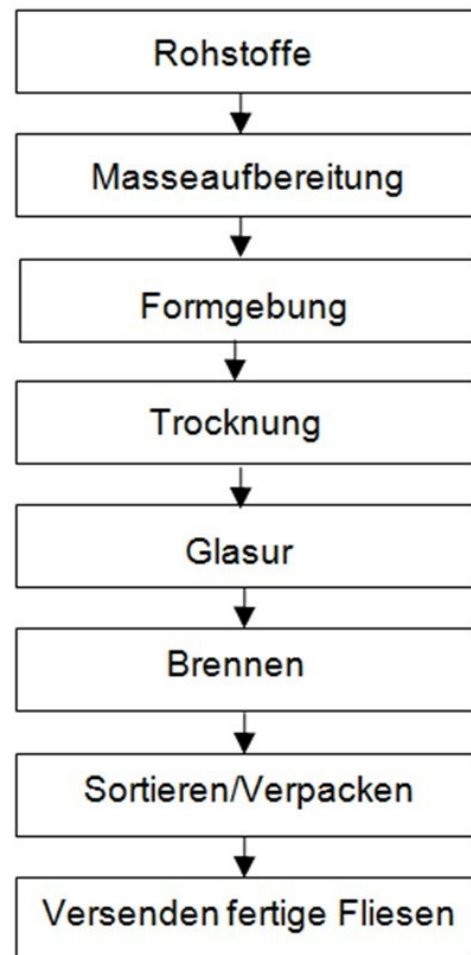 Rohstoffe
Masseaufbereitung
Formgebung
Trocknung
Glasur
Brennen
Sortieren/Verpacken
Versenden fertige Fliesen